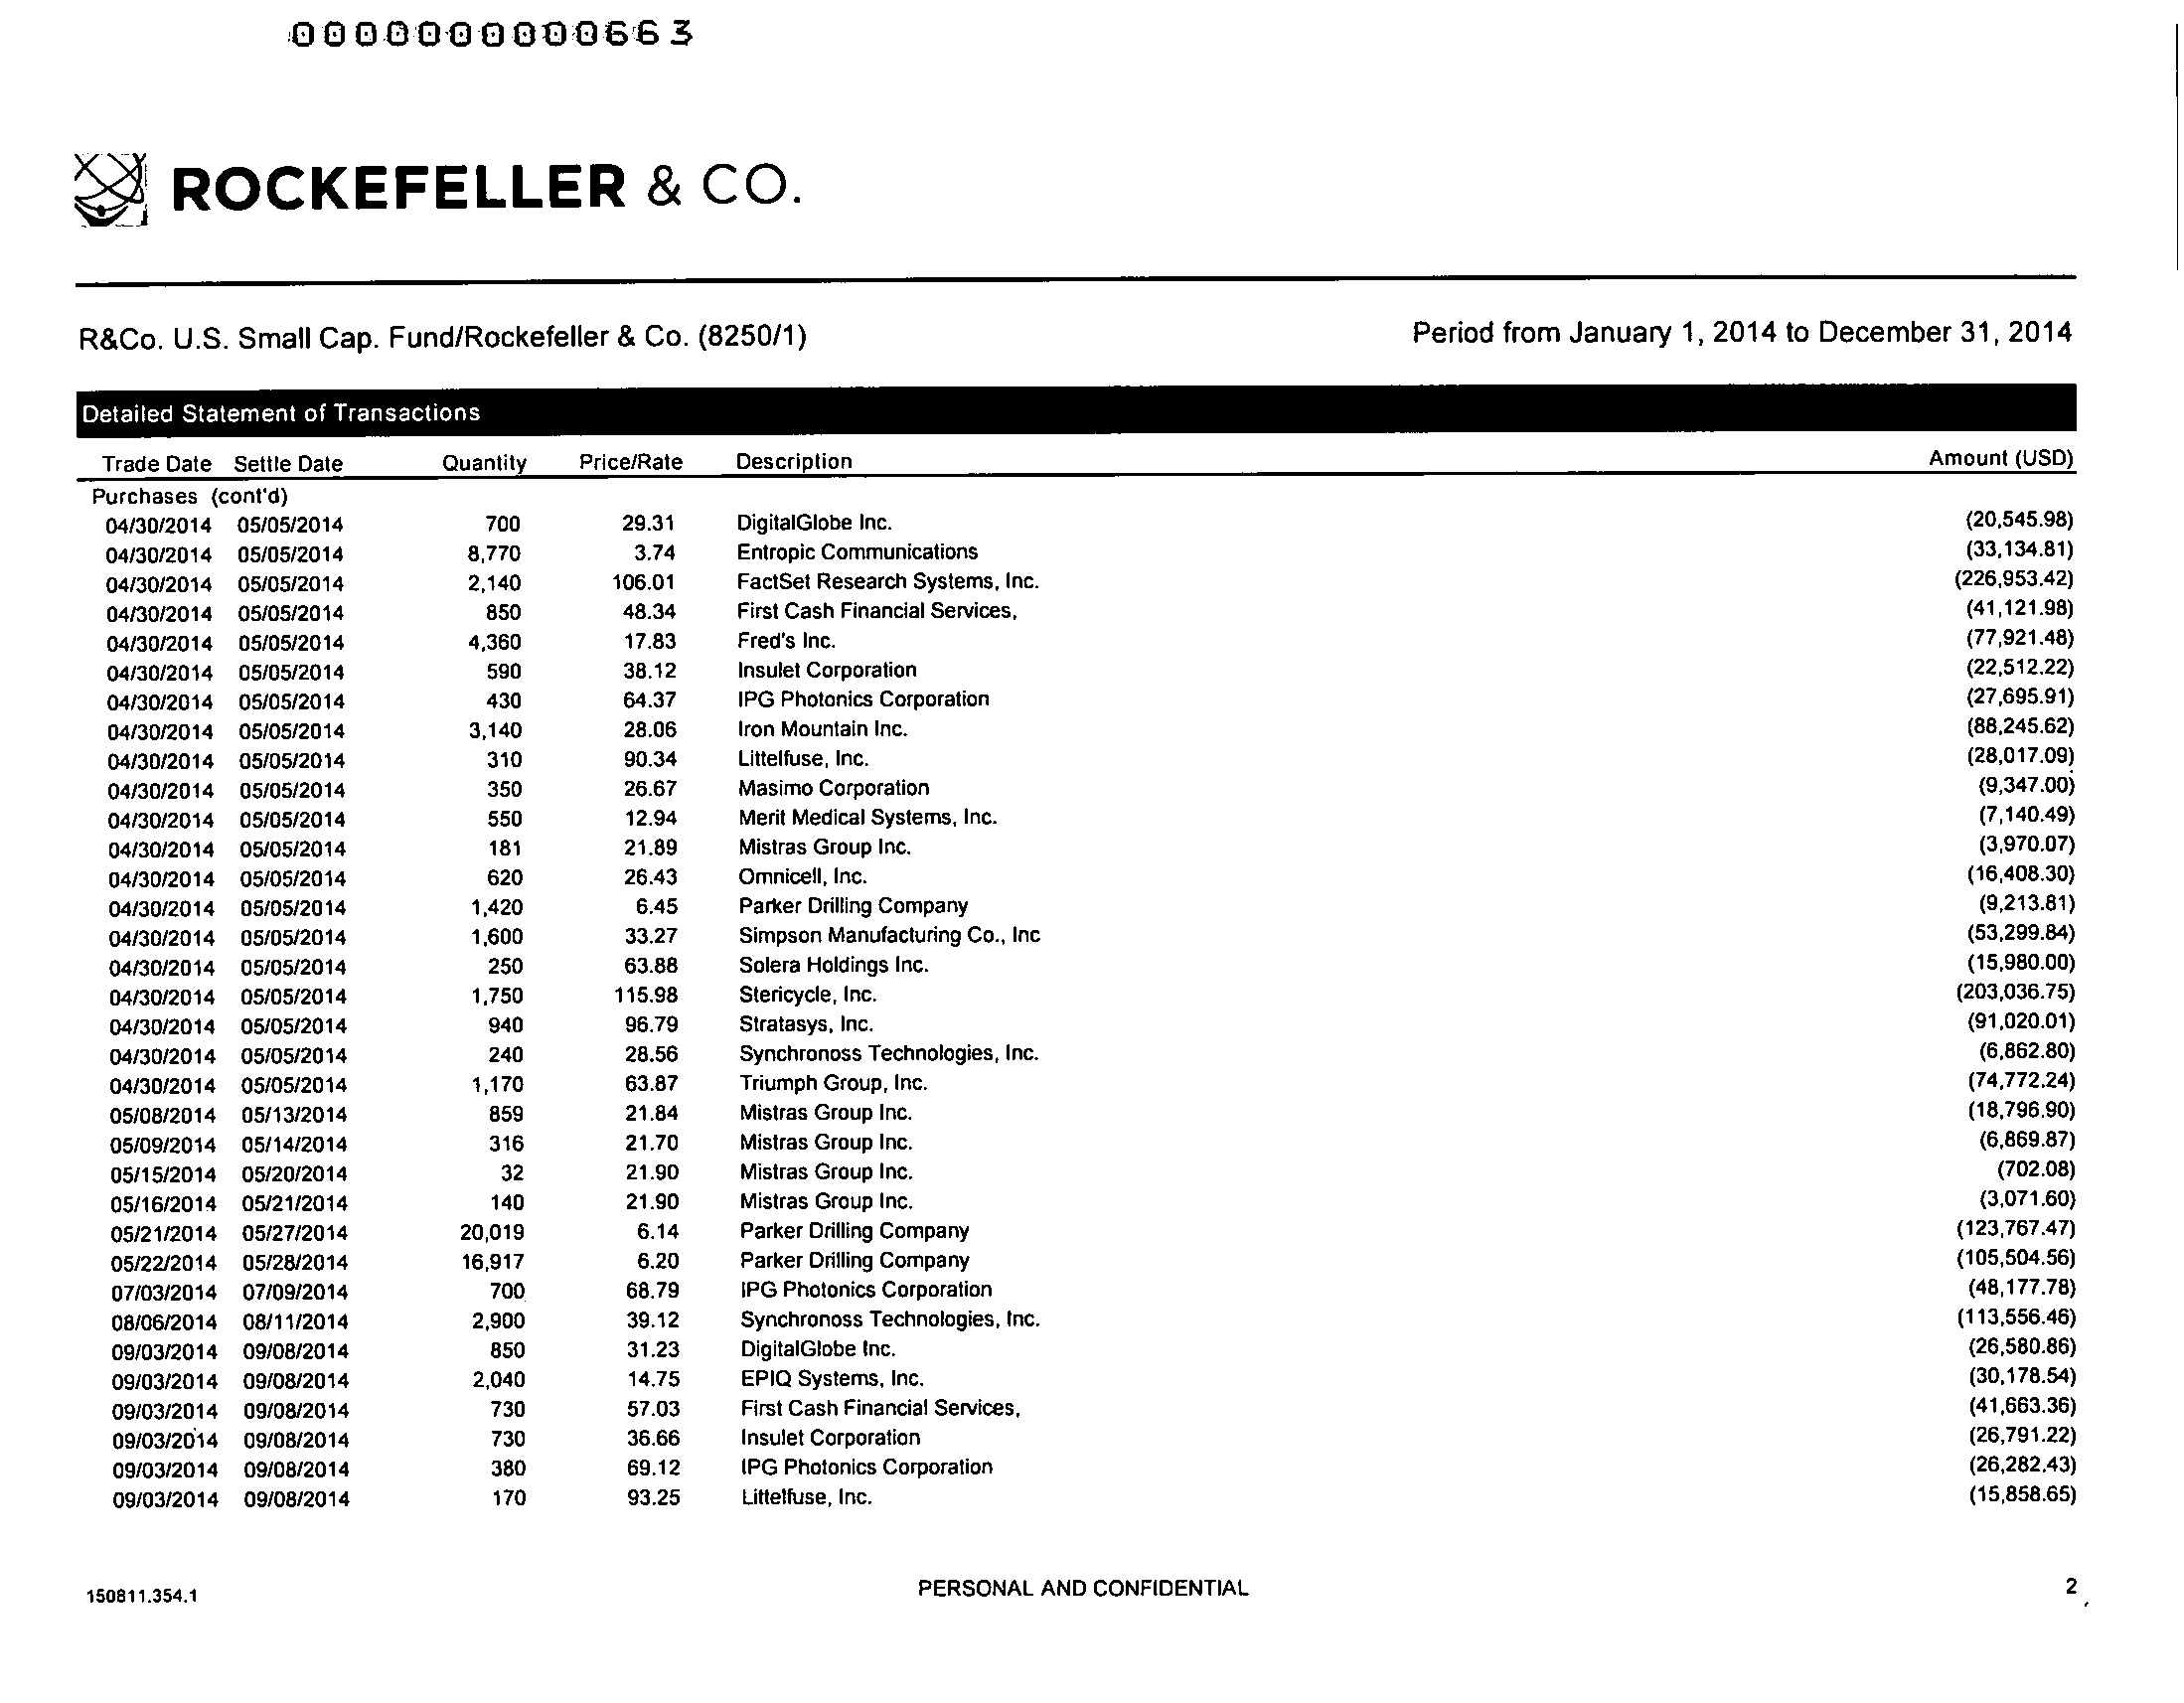 0000000000663
ROCKEFELLER & CO.
R&Co. U.S. Small Cap. Fund/Rockefeller & Co. (8250/1) Period from January 1, 2014 to December 31, 2014
Detailed Statement of Transactions
Trade Date Settle Date Quantity Price/Rate Description Amount (USD)
Purchases (cont'd)
04/30/2014 05/05/2014 700 29.31 DigitalGlobe Inc. (20,545.98)
04/30/2014 05/05/2014 8,770 3.74 Entropic Communications (33,134.81)
04/30/2014 05/05/2014 2,140 106.01 FactSet Research Systems, Inc. (226,953.42)
04/30/2014 05/05/2014 850 48.34 First Cash Financial Services, (41,121.98)
04/30/2014 05/05/2014 4,360 17.83 Fred's Inc. (77,921.48)
04/30/2014 05/05/2014 590 38.12 Insulet Corporation (22,512.22)
04/30/2014 05/05/2014 430 64.37 IPG Photonics Corporation (27,695.91)
04/30/2014 05/05/2014 3,140 28.06 Iron Mountain Inc. (88,245.62)
04/30/2014 05/05/2014 310 90.34 Littelfuse, Inc. (28,017.09)
04/30/2014 05/05/2014 350 26.67 Masimo Corporation (9,347.00)
04/30/2014 05/05/2014 550 12.94 Merit Medical Systems, Inc. (7,140.49)
04/30/2014 05/05/2014 181 21.89 Mistras Group Inc. (3,970.07)
04/30/2014 05/05/2014 620 26.43 Omnicell, Inc. (16,408.30)
04/30/2014 05/05/2014 1,420 6.45 Parker Drilling Company (9,213.81)
04/30/2014 05/05/2014 1,600 33.27 Simpson Manufacturing Co., Inc (53,299.84)
04/30/2014 05/05/2014 250 63.88 Solera Holdings Inc. (15,980.00)
04/30/2014 05/05/2014 1,750 115.98 Stericycle, Inc. (203,036.75)
04/30/2014 05/05/2014 940 96.79 Stratasys, Inc. (91,020.01)
04/30/2014 05/05/2014 240 28.56 Synchronoss Technologies, Inc. (6,862.80)
04/30/2014 05/05/2014 1,170 63.87 Triumph Group, Inc. (74,772.24)
05/08/2014 05/13/2014 859 21.84 Mistras Group Inc. (18,796.90)
05/09/2014 05/14/2014 316 21.70 Mistras Group Inc. (6,869.87)
05/15/2014 05/20/2014 32 21.90 Mistras Group Inc. (702.08)
05/16/2014 05/21/2014 140 21.90 Mistras Group Inc. (3,071.60)
05/21/2014 05/27/2014 20,019 6.14 Parker Drilling Company (123,767.47)
05/22/2014 05/28/2014 16,917 6.20 Parker Drilling Company (105,504.56)
07/03/2014 07/09/2014 700 68.79 IPG Photonics Corporation (48,177.78)
08/06/2014 08/11/2014 2,900 39.12 Synchronoss Technologies, Inc. (113,556.46)
09/03/2014 09/08/2014 850 31.23 DigitalGlobe Inc. (26,580.86)
09/03/2014 09/08/2014 2,040 14.75 EPIQ Systems, Inc. (30,178.54)
09/03/2014 09/08/2014 730 57.03 First Cash Financial Services, (41,663.36)
09/03/2014 09/08/2014 730 36.66 Insulet Corporation (26,791.22)
09/03/2014 09/08/2014 380 69.12 IPG Photonics Corporation (26,282.43)
09/03/2014 09/08/2014 170 93.25 Littelfuse, Inc. (15,858.65)
150811.354.1 PERSONAL AND CONFIDENTIAL 2